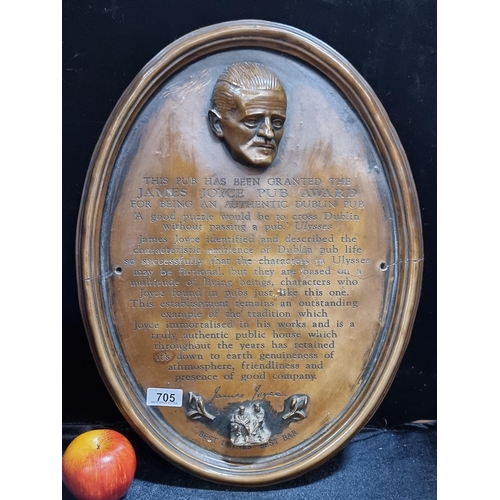 THIS PUB HAS BEEN GRANTED THE
JAMES JOYCE PUB AWARD
FOR BEING AN AUTHENTIC DUBLIN PUB
'A good puzzle would be to cross Dublin
without passing a pub.' Ulysses
James Joyce identified and described the
characteristic ambience of Dublin pub life
so successfully that the characters in Ulysses
may be fictional, but they are based on a
multitude of living beings, characters who
Joyce found in pubs just like this one.
This establishment remains an outstanding
example of the tradition which
Joyce immortalised in his works and is a
truly authentic public house which
throughout the years has retained
it's down to earth genuineness of
athmosphere, friendliness and
presence of good company.
James Joyce
705
BEST BAR